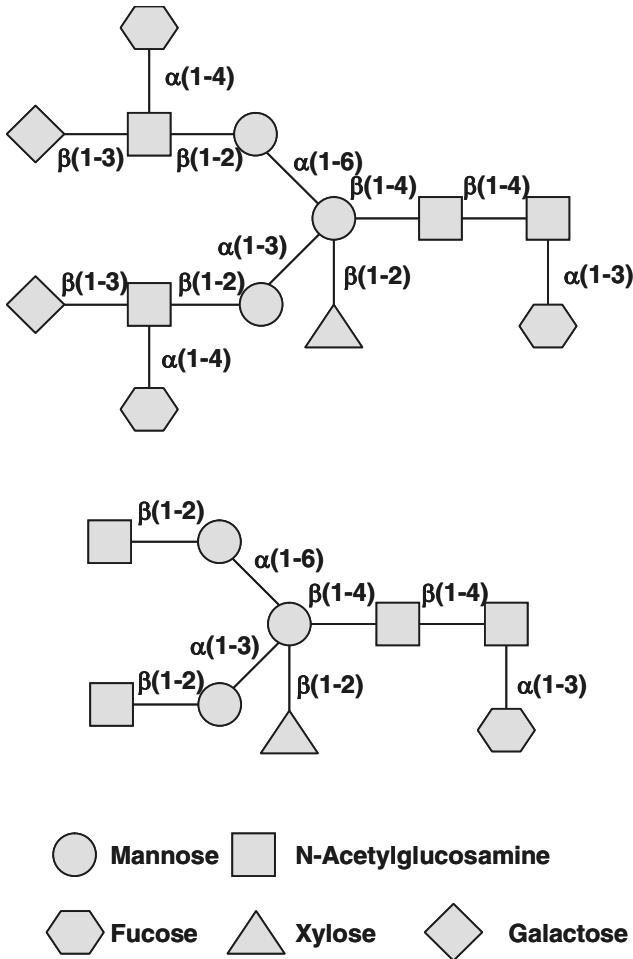 α(1-4)
β(1-3) β(1-2) α(1-6)
β(1-4) β(1-4)
α(1-3)
β(1-3) β(1-2) β(1-2) α(1-3)
α(1-4)
β(1-2)
α(1-6)
β(1-4) β(1-4)
α(1-3)
β(1-2) β(1-2) α(1-3)
Mannose N-Acetylglucosamine
Fucose Xylose Galactose